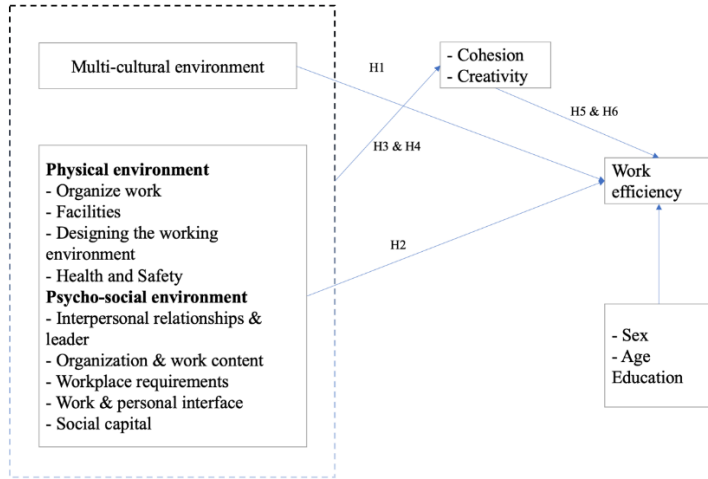 Multi-cultural environment
H1
- Cohesion
- Creativity
H5 & H6
H3 & H4
Physical environment
- Organize work
- Facilities
- Designing the working
environment
- Health and Safety
Psycho-social environment
- Interpersonal relationships &
leader
- Organization & work content
- Workplace requirements
- Work & personal interface
- Social capital
H2
Work
efficiency
- Sex
- Age
Education